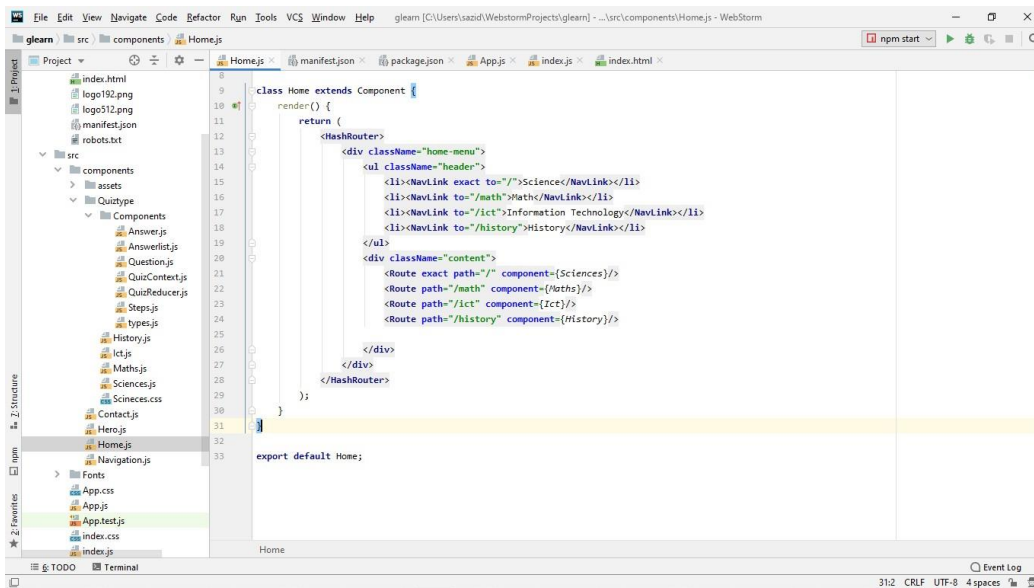 WS File Edit View Navigate Code Refactor Run Tools VCS Window Help glearn [C:\Users\sazid\WebstormProjects\glearn] - ...\src\components\Home.js - WebStorm
glearn src components Home.js npm start
1: Project
Project
Home.js manifest.json package.json App.js index.js index.html
index.html
logo192.png
logo512.png
manifest.json
robots.txt
src
components
assets
Quiztype
Components
Answer.js
Answerlist.js
Question.js
QuizContext.js
QuizReducer.js
Steps.js
types.js
History.js
Ict.js
Maths.js
Sciences.js
Scineces.css
Contact.js
Hero.js
Home.js
Navigation.js
Fonts
App.css
App.js
App.test.js
index.css
index.js
7: Structure
npm
2: Favorites
8
9 class Home extends Component {
10 render() {
11 return (
12 <HashRouter>
13 <div className="home-menu">
14 <ul className="header">
15 <li><NavLink exact to="/">Science</NavLink></li>
16 <li><NavLink to="/math">Math</NavLink></li>
17 <li><NavLink to="/ict">Information Technology</NavLink></li>
18 <li><NavLink to="/history">History</NavLink></li>
19 </ul>
20 <div className="content">
21 <Route exact path="/" component={Sciences}/>
22 <Route path="/math" component={Maths}/>
23 <Route path="/ict" component={Ict}/>
24 <Route path="/history" component={History}/>
25
26 </div>
27 </div>
28 </HashRouter>
29 );
30 }
31 }
32
33 export default Home;
Home
6: TODO Terminal Event Log
31:2 CRLF UTF-8 4 spaces